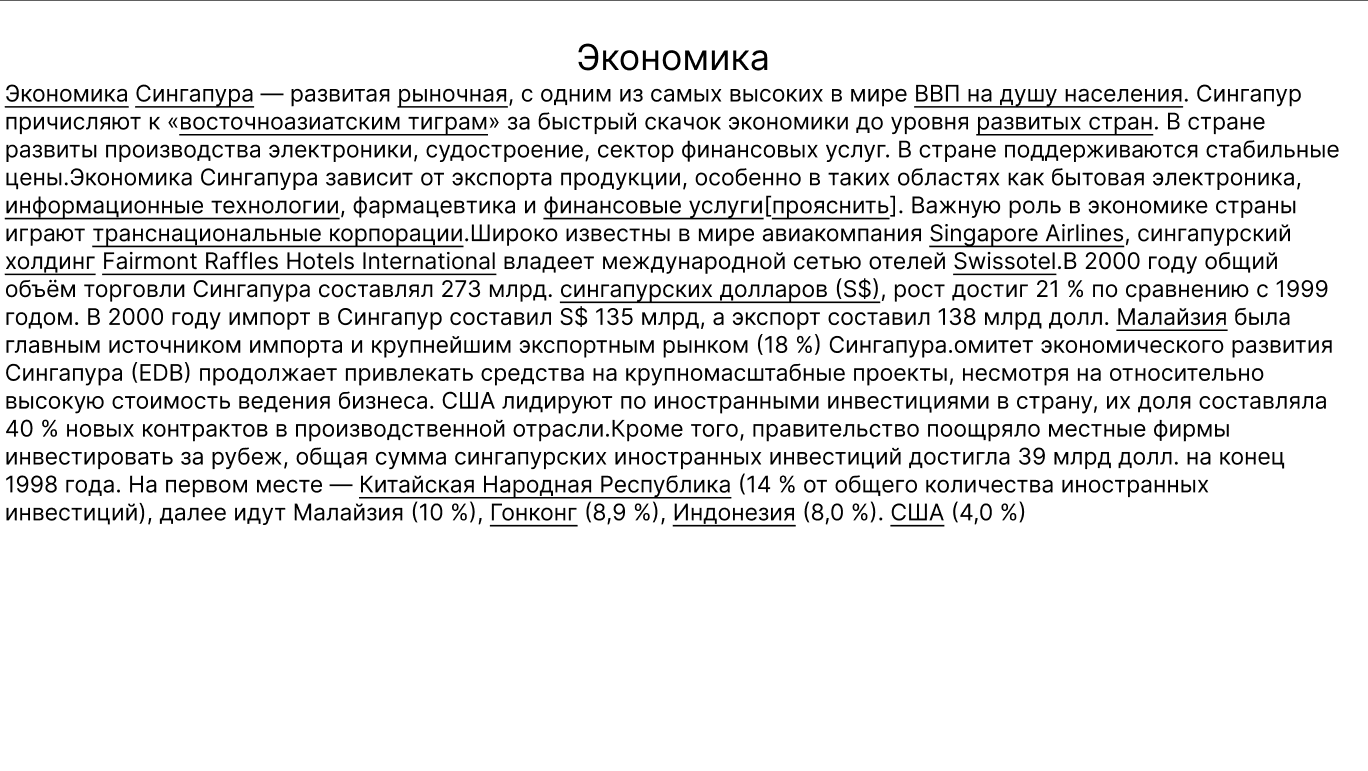 Экономика
Экономика Сингапура — развитая рыночная, с одним из самых высоких в мире ВВП на душу населения. Сингапур
причисляют к «восточноазиатским тиграм» за быстрый скачок экономики до уровня развитых стран. В стране
развиты производства электроники, судостроение, сектор финансовых услуг. В стране поддерживаются стабильные
цены.Экономика Сингапура зависит от экспорта продукции, особенно в таких областях как бытовая электроника,
информационные технологии, фармацевтика и финансовые услуги[прояснить]. Важную роль в экономике страны
играют транснациональные корпорации.Широко известны в мире авиакомпания Singapore Airlines, сингапурский
холдинг Fairmont Raffles Hotels International владеет международной сетью отелей Swissotel.В 2000 году общий
объём торговли Сингапура составлял 273 млрд. сингапурских долларов (S$), рост достиг 21 % по сравнению с 1999
годом. В 2000 году импорт в Сингапур составил S$ 135 млрд, а экспорт составил 138 млрд долл. Малайзия была
главным источником импорта и крупнейшим экспортным рынком (18 %) Сингапура.омитет экономического развития
Сингапура (EDB) продолжает привлекать средства на крупномасштабные проекты, несмотря на относительно
высокую стоимость ведения бизнеса. США лидируют по иностранными инвестициями в страну, их доля составляла
40 % новых контрактов в производственной отрасли.Кроме того, правительство поощряло местные фирмы
инвестировать за рубеж, общая сумма сингапурских иностранных инвестиций достигла 39 млрд долл. на конец
1998 года. На первом месте — Китайская Народная Республика (14 % от общего количества иностранных
инвестиций), далее идут Малайзия (10 %), Гонконг (8,9 %), Индонезия (8,0 %). США (4,0 %)